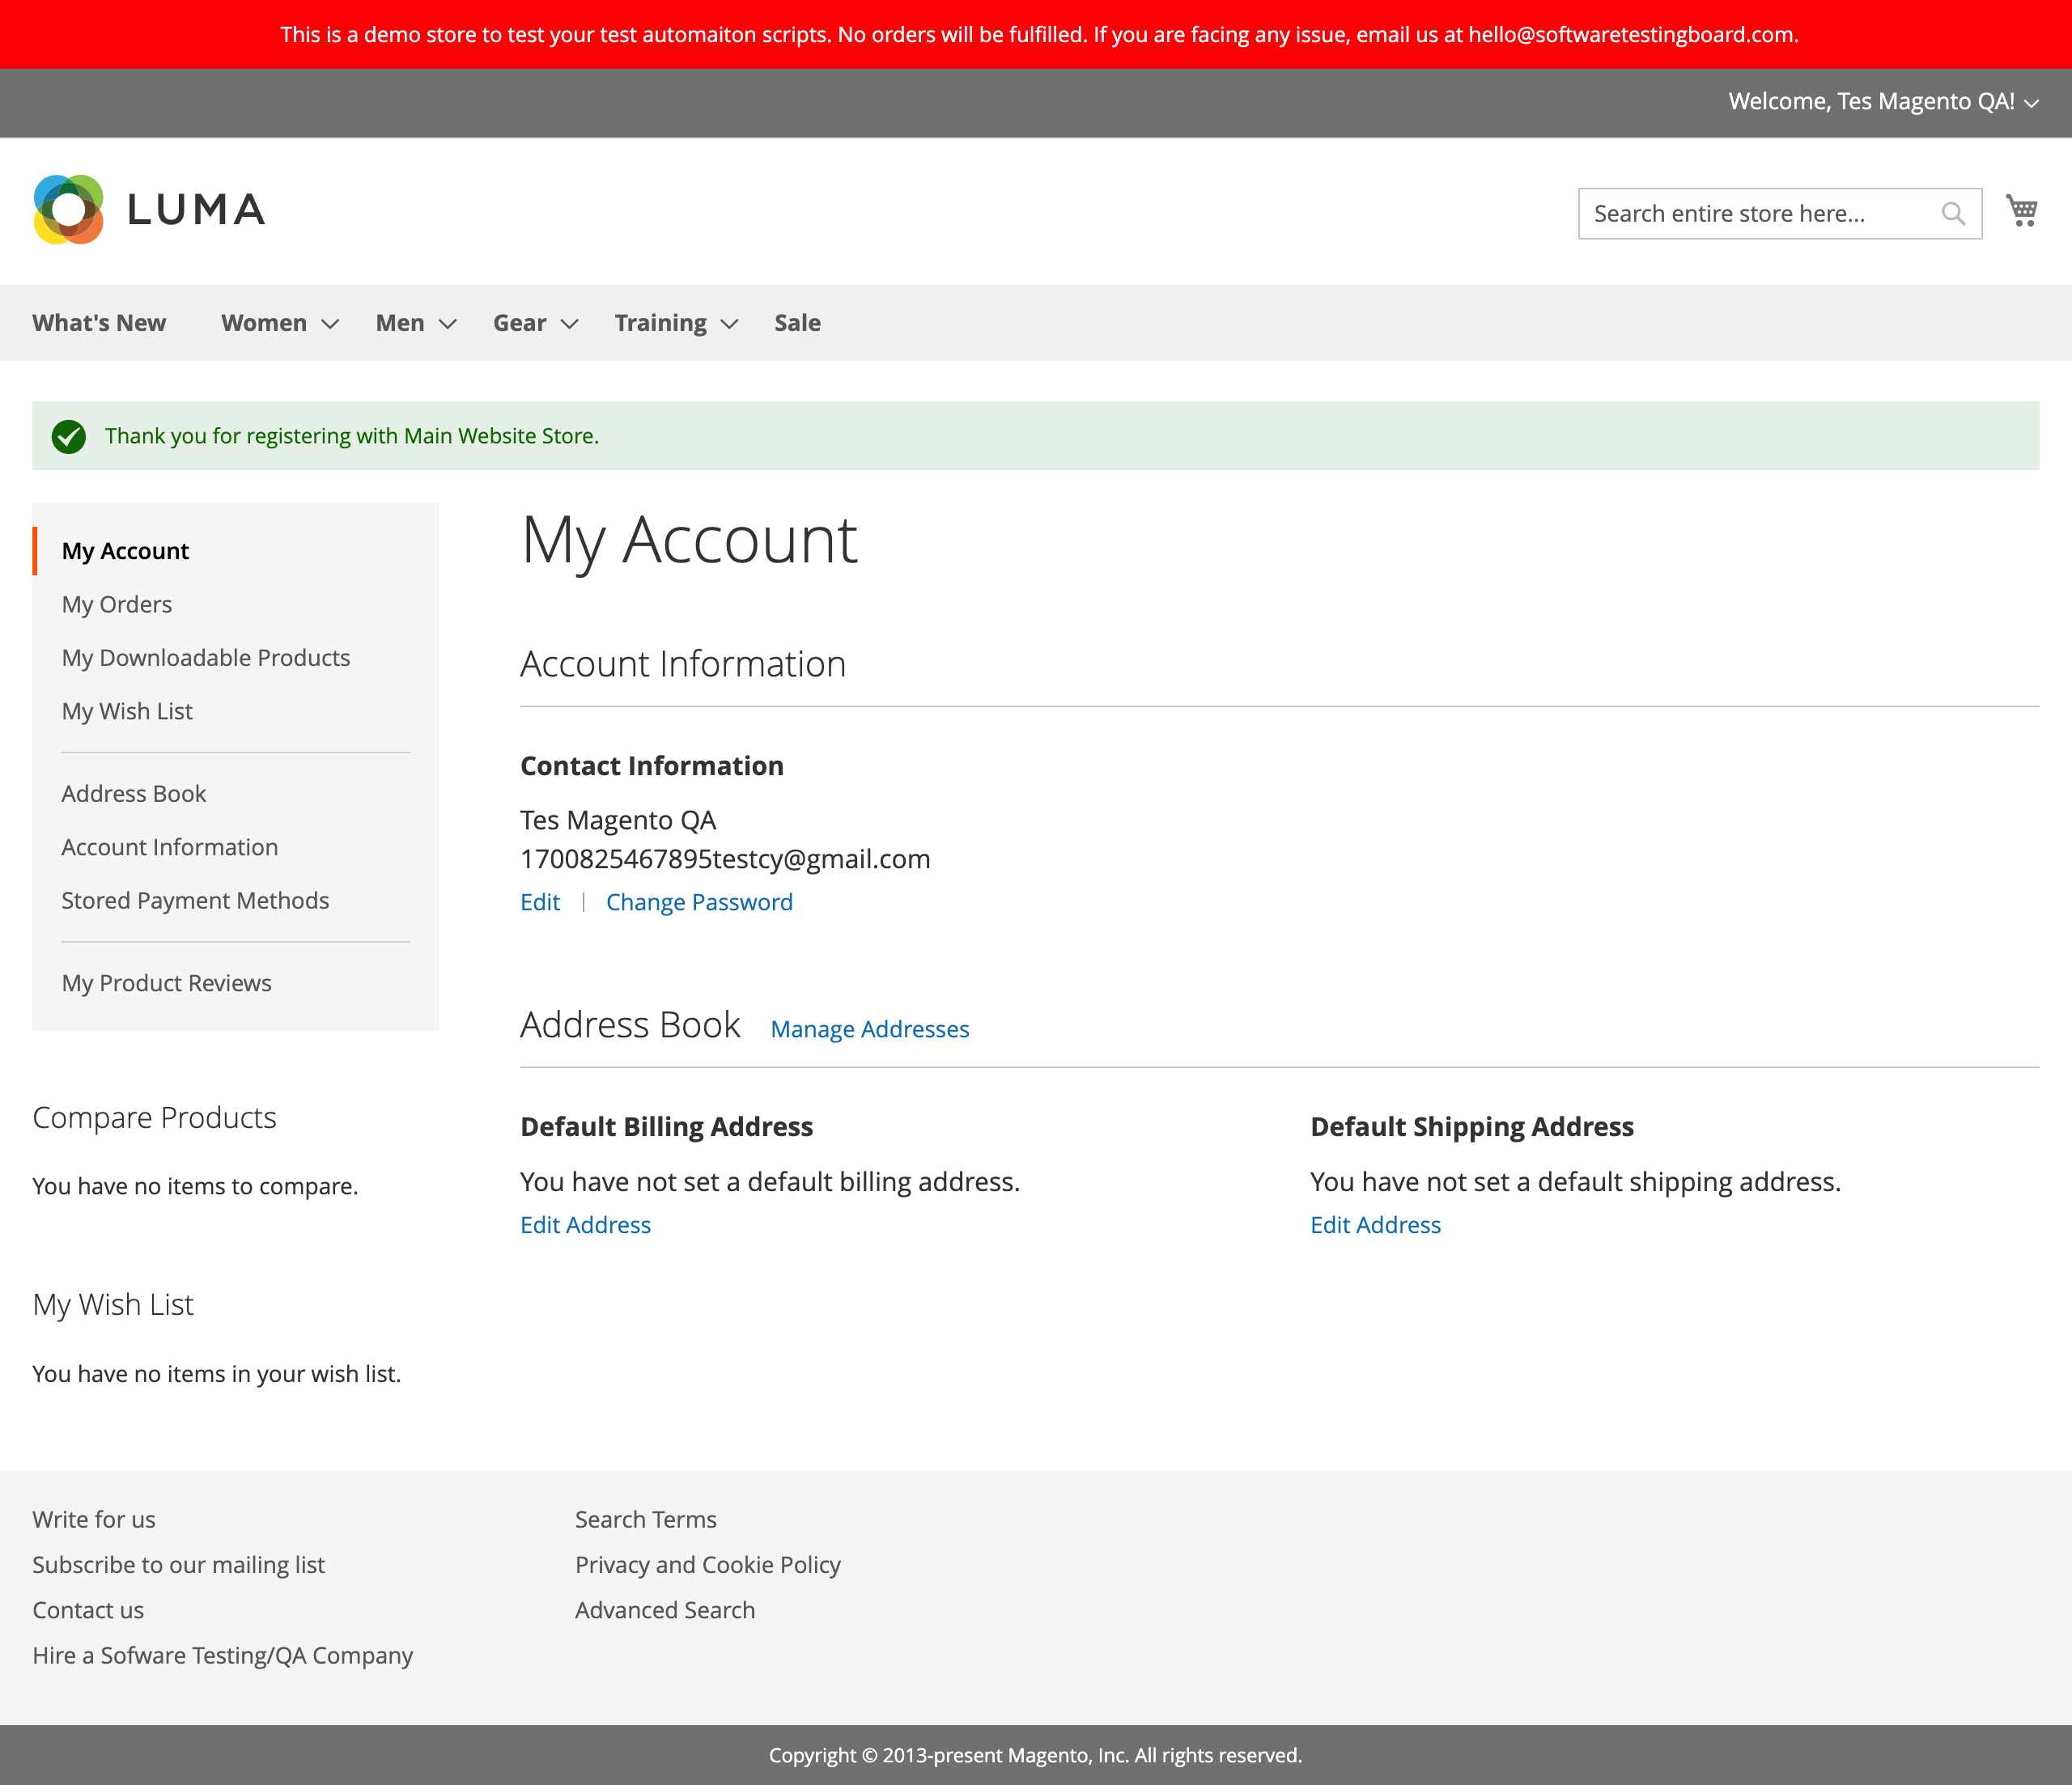 This is a demo store to test your test automaiton scripts. No orders will be fulfilled. If you are facing any issue, email us at hello@softwaretestingboard.com.
Welcome, Tes Magento QA!
LUMA
Search entire store here...
What's New Women Men Gear Training Sale
Thank you for registering with Main Website Store.
My Account
My Orders
My Downloadable Products
My Wish List
Address Book
Account Information
Stored Payment Methods
My Product Reviews
Compare Products
You have no items to compare.
My Wish List
You have no items in your wish list.
My Account
Account Information
Contact Information
Tes Magento QA
1700825467895testcy@gmail.com
Edit | Change Password
Address Book Manage Addresses
Default Billing Address
You have not set a default billing address.
Edit Address
Default Shipping Address
You have not set a default shipping address.
Edit Address
Write for us
Subscribe to our mailing list
Contact us
Hire a Sofware Testing/QA Company
Search Terms
Privacy and Cookie Policy
Advanced Search
Copyright © 2013-present Magento, Inc. All rights reserved.